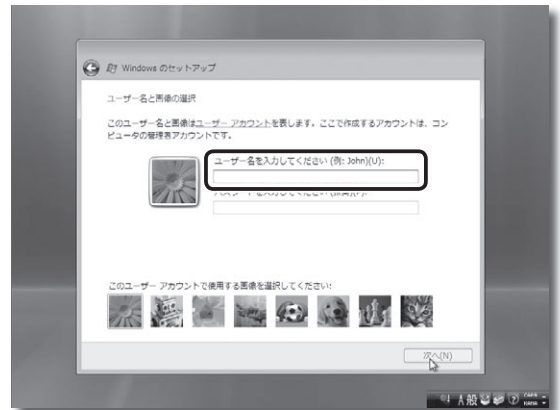 Windows のセットアップ
ユーザー名と画像の選択
このユーザー名と画像はユーザー アカウントを表します。ここで作成するアカウントは、コン
ピュータの管理者アカウントです。
ユーザー名を入力してください (例: John)(U):
このユーザー アカウントで使用する画像を選択してください:
次へ(N)
A 般
CAPS
KANA